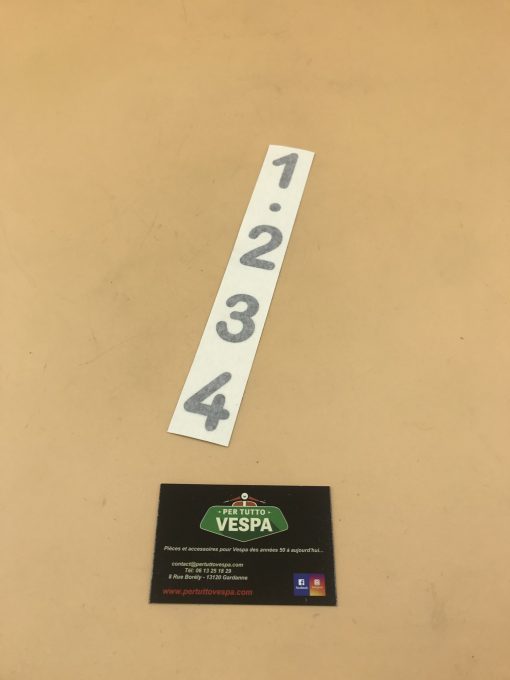 1
.
2
3
4
PER TUTTO
VESPA
Pièces et accessoires pour Vespa des années 50 à aujourd'hui...
contact@pertuttovespa.com
Tél: 06 13 25 18 29
8 Rue Borély - 13120 Gardanne
www.pertuttovespa.com